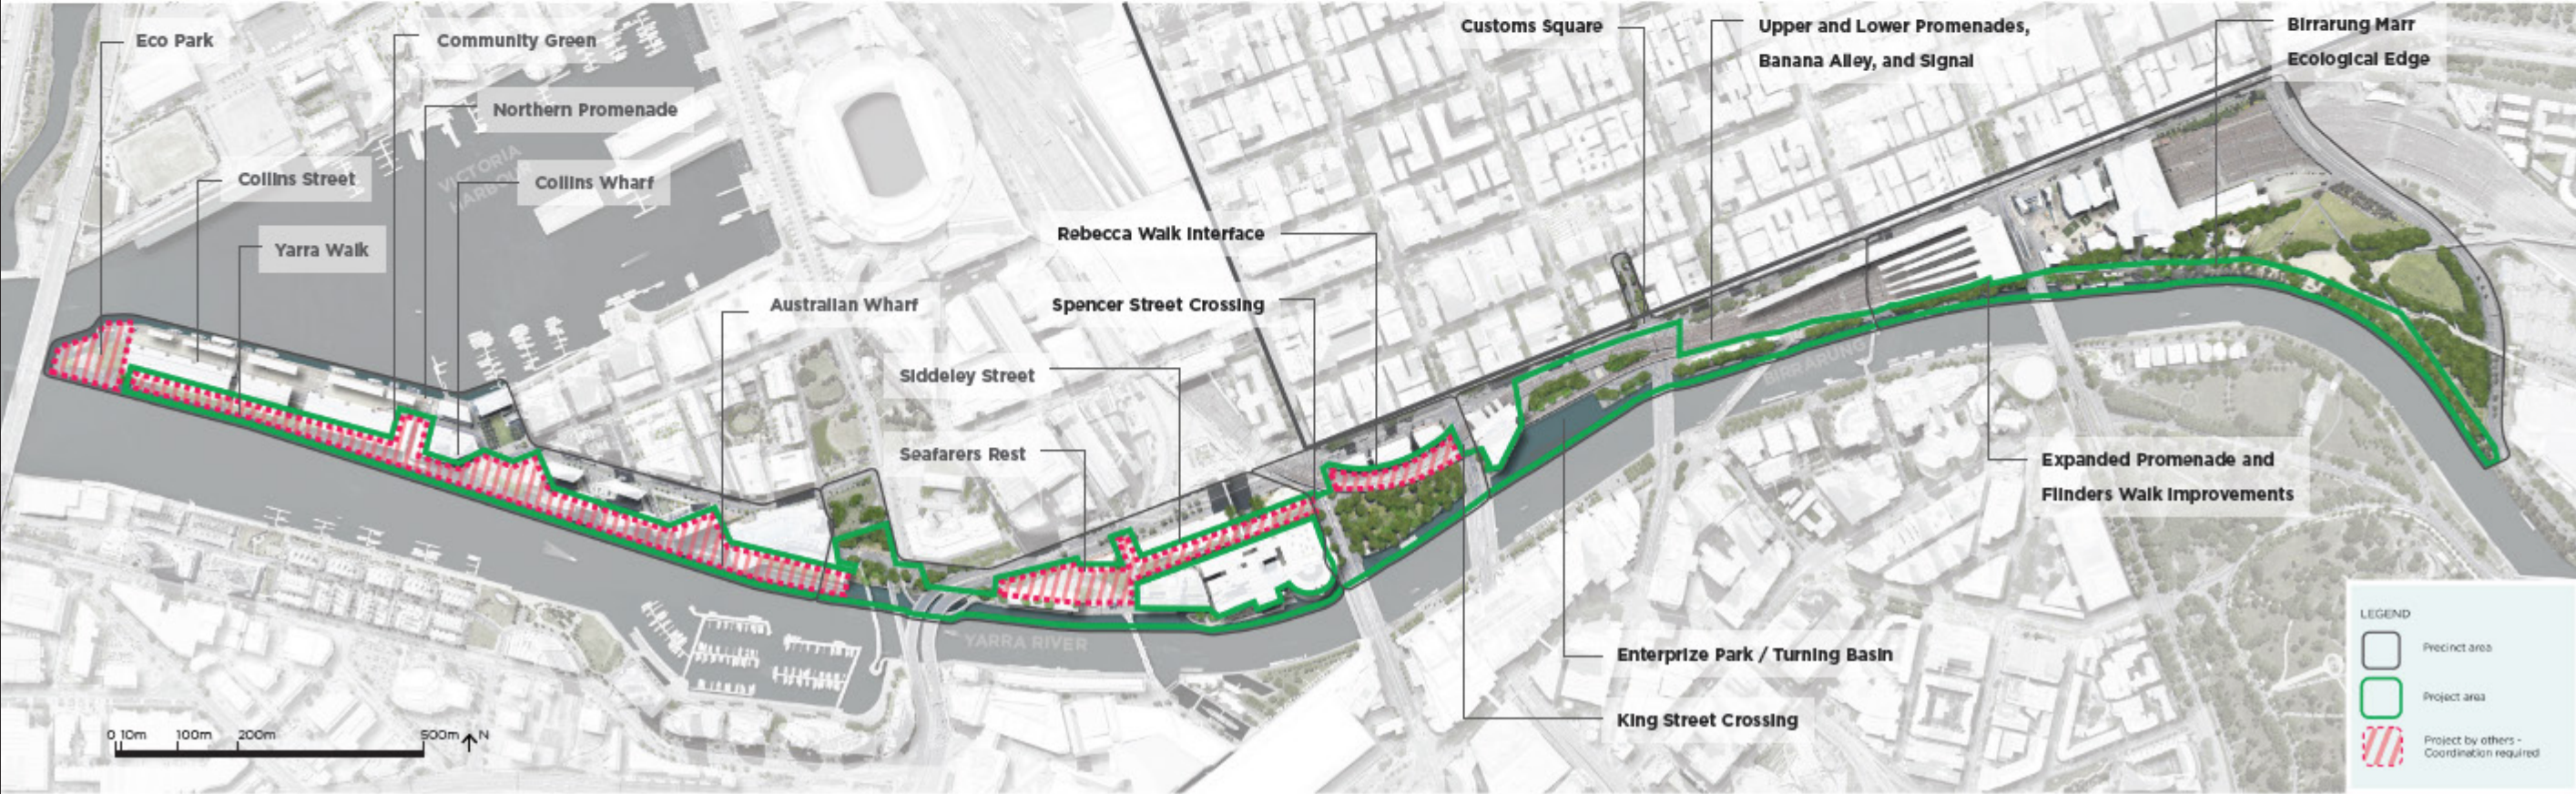 Eco Park
Community Green
Northern Promenade
Collins Street
Collins Wharf
Yarra Walk
VICTORIA
HARBOUR
Australian Wharf
Siddeley Street
Seafarers Rest
Rebecca Walk Interface
Spencer Street Crossing
Customs Square
Upper and Lower Promenades,
Banana Alley, and Signal
Birrarung Marr
Ecological Edge
BIRRARUNG
YARRA RIVER
Expanded Promenade and
Flinders Walk Improvements
Enterprize Park / Turning Basin
King Street Crossing
0 10m 100m 200m 500m N
LEGEND
Precinct area
Project area
Project by others -
Coordination required